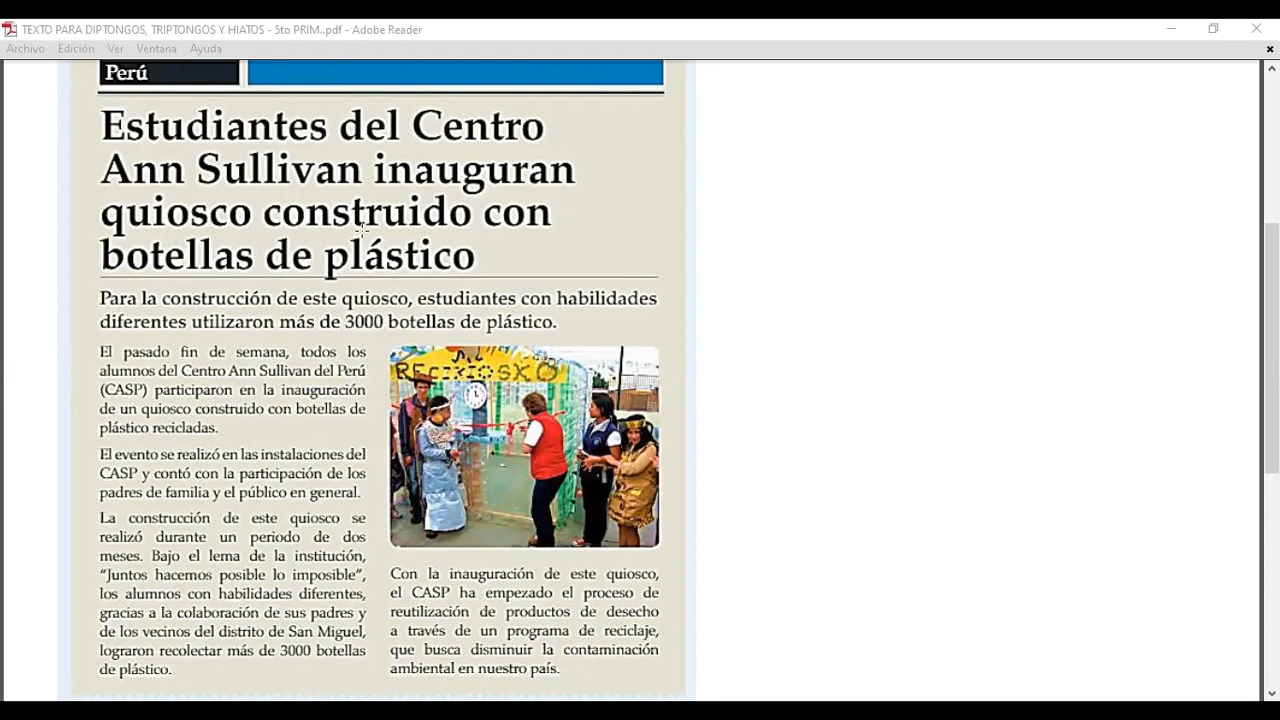 TEXTO PARA DIPTONGOS, TRIPTONGOS Y HIATOS - 5to PRIM..pdf - Adobe Reader
Archivo Edición Ver Ventana Ayuda
Perú
Estudiantes del Centro
Ann Sullivan inauguran
quiosco construido con
botellas de plástico
Para la construcción de este quiosco, estudiantes con habilidades
diferentes utilizaron más de 3000 botellas de plástico.
El pasado fin de semana, todos los
alumnos del Centro Ann Sullivan del Perú
(CASP) participaron en la inauguración
de un quiosco construido con botellas de
plástico recicladas.
El evento se realizó en las instalaciones del
CASP y contó con la participación de los
padres de familia y el público en general.
La construcción de este quiosco se
realizó durante un periodo de dos
meses. Bajo el lema de la institución,
“Juntos hacemos posible lo imposible”,
los alumnos con habilidades diferentes,
gracias a la colaboración de sus padres y
de los vecinos del distrito de San Miguel,
lograron recolectar más de 3000 botellas
de plástico.
Con la inauguración de este quiosco,
el CASP ha empezado el proceso de
reutilización de productos de desecho
a través de un programa de reciclaje,
que busca disminuir la contaminación
ambiental en nuestro país.